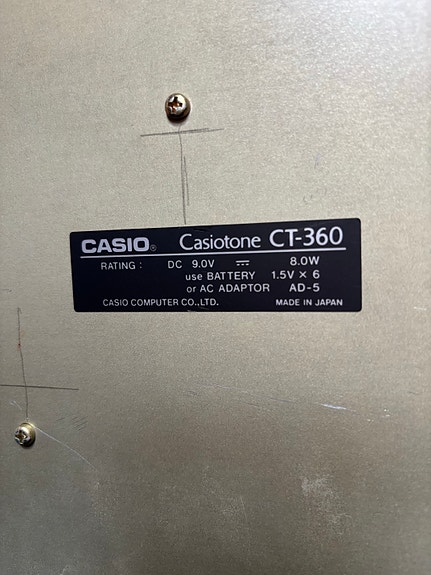 CASIO® Casiotone CT-360
RATING : DC 9.0V ⎓ 8.0W
use BATTERY 1.5V × 6
or AC ADAPTOR AD-5
CASIO COMPUTER CO.,LTD. MADE IN JAPAN